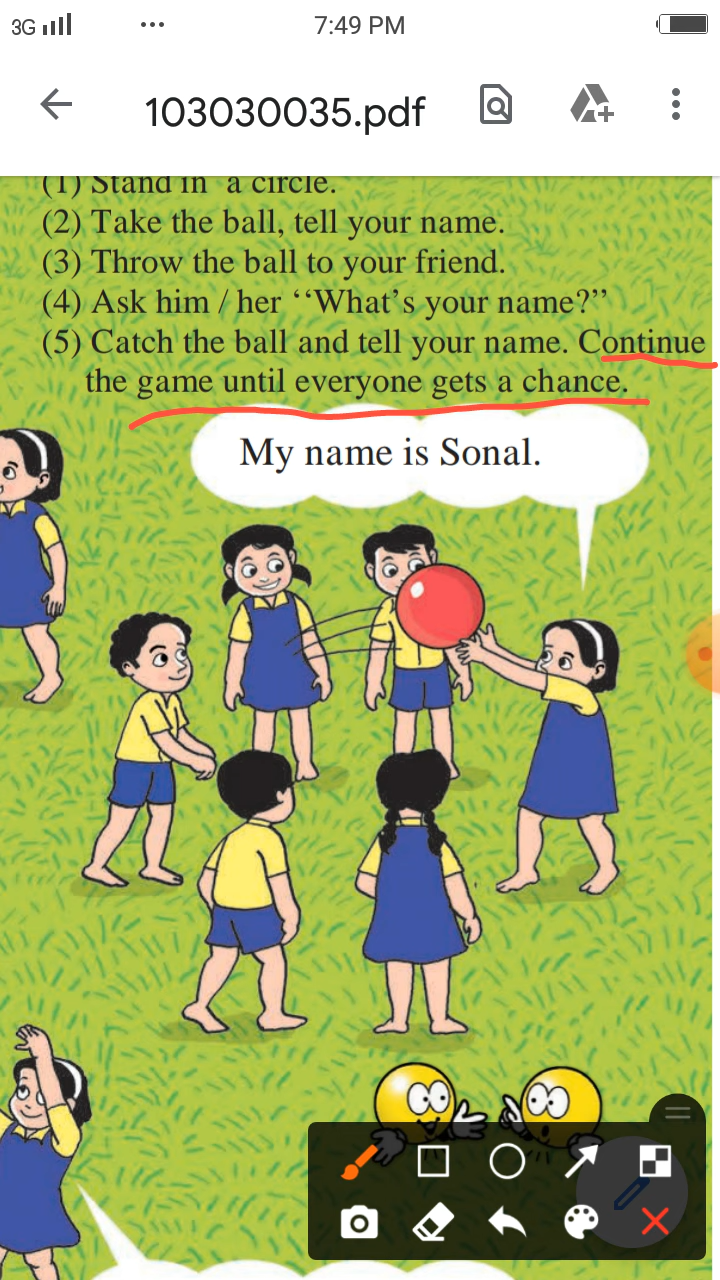 3G
7:49 PM
103030035.pdf
(1) Stand in a circle.
(2) Take the ball, tell your name.
(3) Throw the ball to your friend.
(4) Ask him / her ‘‘What’s your name?’’
(5) Catch the ball and tell your name. Continue
the game until everyone gets a chance.
My name is Sonal.